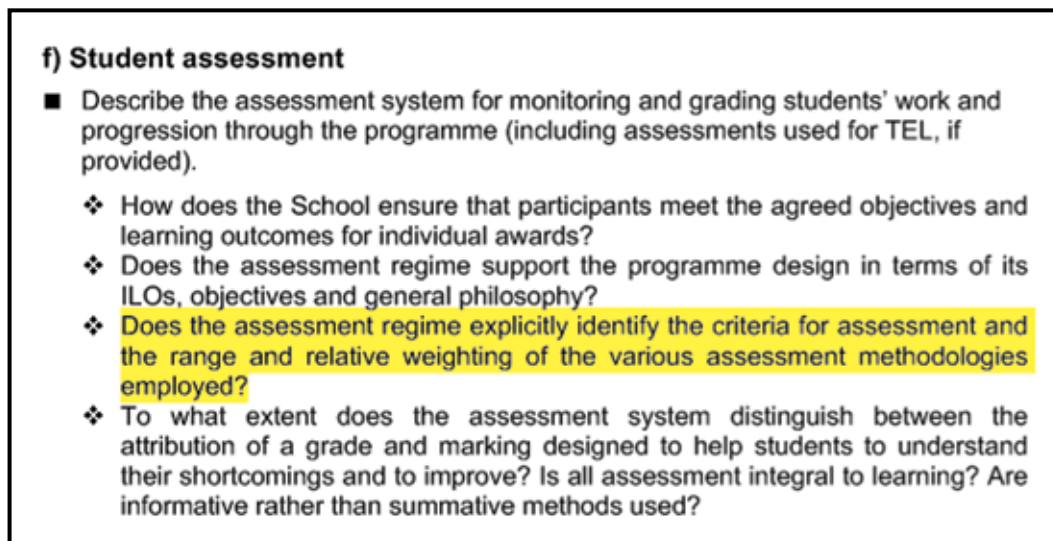 f) Student assessment
■ Describe the assessment system for monitoring and grading students' work and
progression through the programme (including assessments used for TEL, if
provided).
❖ How does the School ensure that participants meet the agreed objectives and
learning outcomes for individual awards?
❖ Does the assessment regime support the programme design in terms of its
ILOs, objectives and general philosophy?
❖ Does the assessment regime explicitly identify the criteria for assessment and
the range and relative weighting of the various assessment methodologies
employed?
❖ To what extent does the assessment system distinguish between the
attribution of a grade and marking designed to help students to understand
their shortcomings and to improve? Is all assessment integral to learning? Are
informative rather than summative methods used?